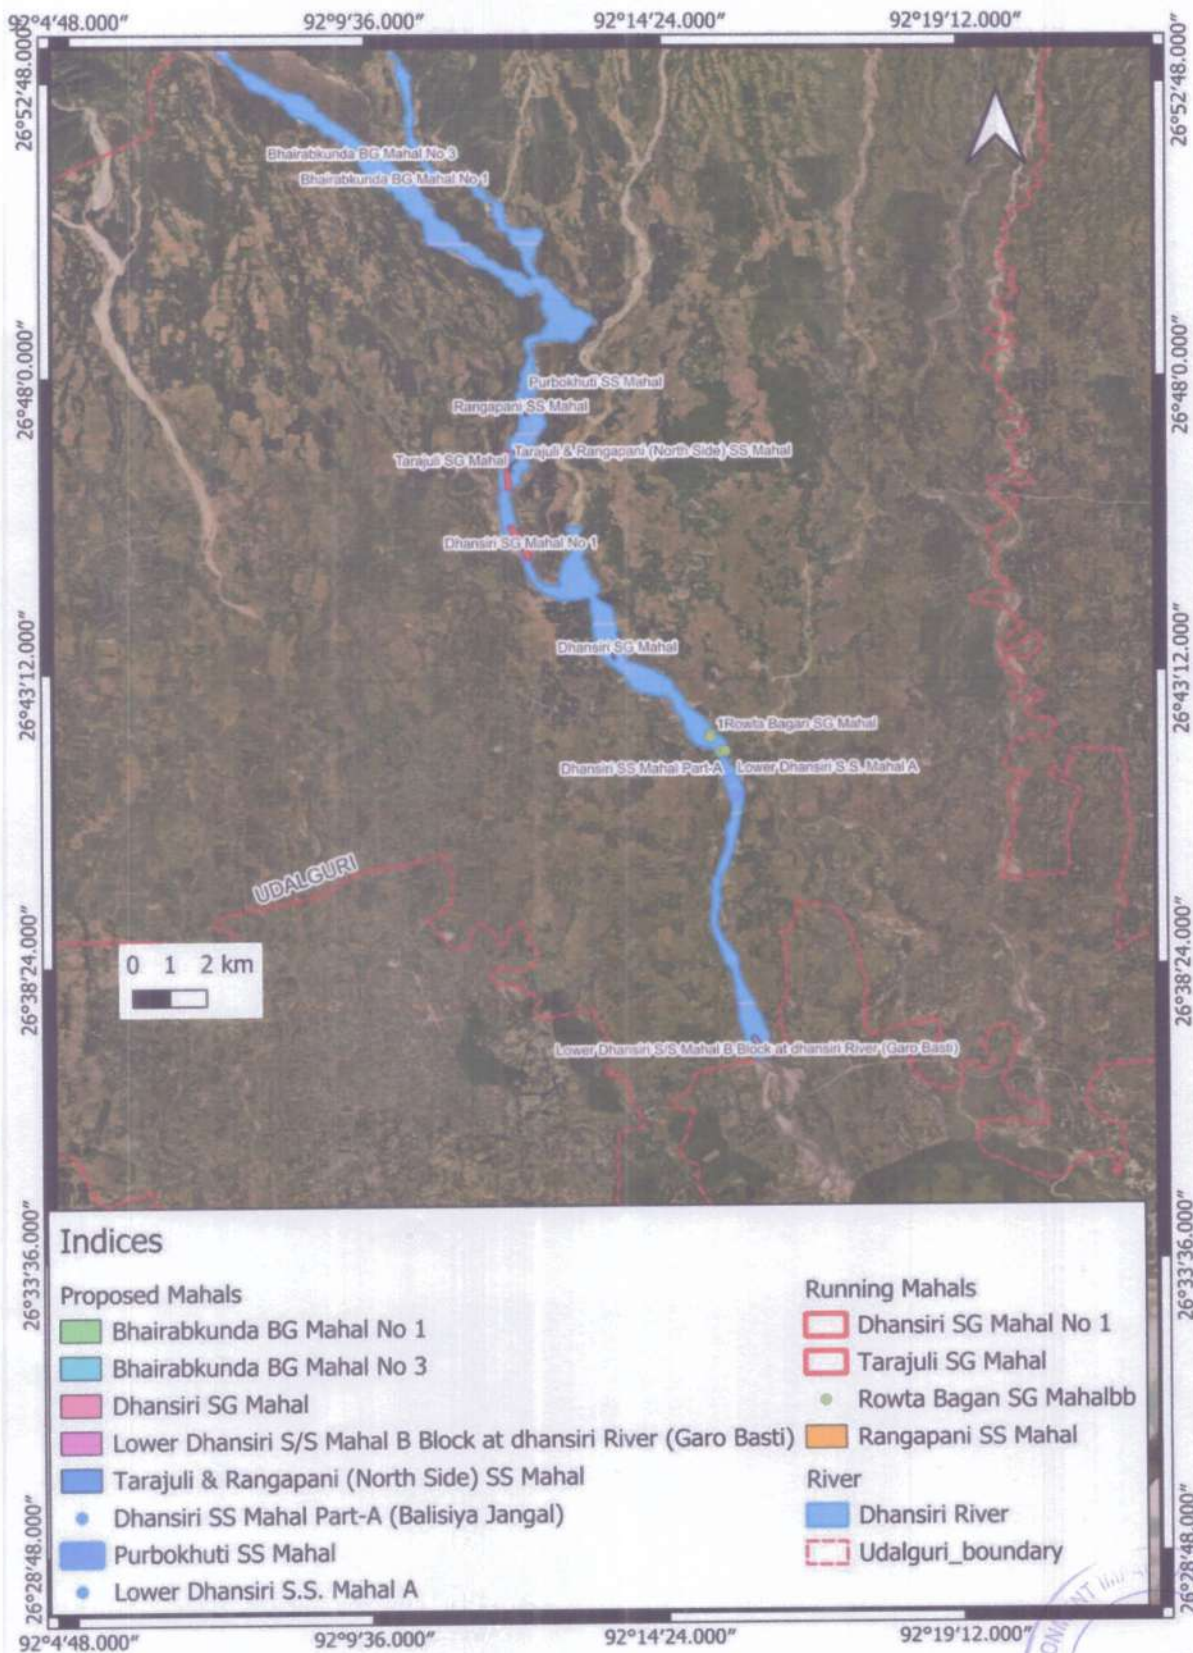 92°4'48.000" 92°9'36.000" 92°14'24.000" 92°19'12.000"
26°52'48.000" 26°52'48.000"
Bhairabkunda BG Mahal No 3
Bhairabkunda BG Mahal No 1
26°48'0.000" 26°48'0.000"
Purbokhuti SS Mahal
Rangapani SS Mahal
Tarajuli & Rangapani (North Side) SS Mahal
Tarajuli SG Mahal
Dhansiri SG Mahal No 1
26°43'12.000" 26°43'12.000"
Dhansiri SG Mahal
1Rowta Bagan SG Mahal
Dhansiri SS Mahal Part-A Lower Dhansiri S.S. Mahal A
UDALGURI
26°38'24.000" 26°38'24.000"
0 1 2 km
Lower Dhansiri S/S Mahal B Block at dhansiri River (Garo Basti)
26°33'36.000" 26°33'36.000"
Indices
Proposed Mahals
Bhairabkunda BG Mahal No 1
Bhairabkunda BG Mahal No 3
Dhansiri SG Mahal
Lower Dhansiri S/S Mahal B Block at dhansiri River (Garo Basti)
Tarajuli & Rangapani (North Side) SS Mahal
Dhansiri SS Mahal Part-A (Balisiya Jangal)
Purbokhuti SS Mahal
Lower Dhansiri S.S. Mahal A
Running Mahals
Dhansiri SG Mahal No 1
Tarajuli SG Mahal
Rowta Bagan SG Mahalbb
Rangapani SS Mahal
River
Dhansiri River
Udalguri_boundary
26°28'48.000" 26°28'48.000"
92°4'48.000" 92°9'36.000" 92°14'24.000" 92°19'12.000"